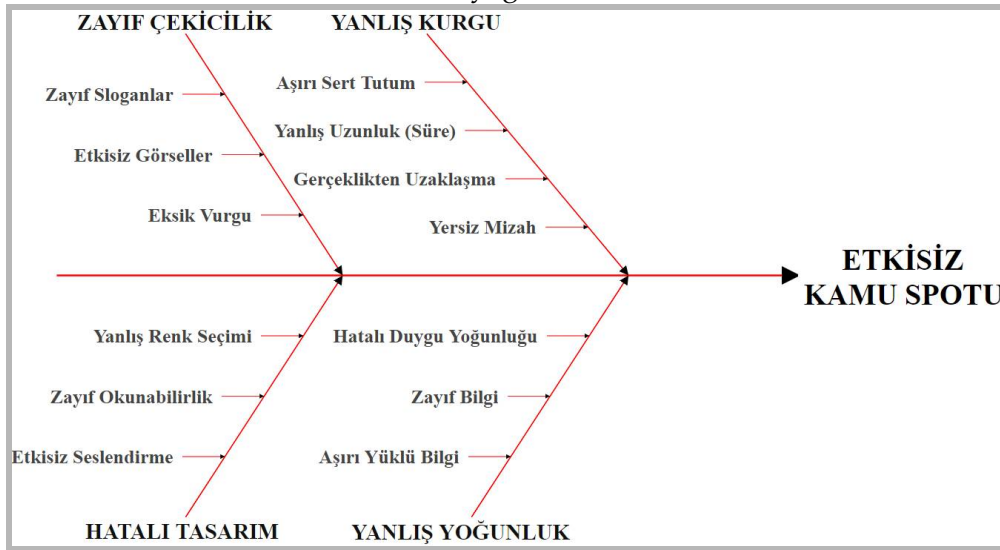 ZAYIF ÇEKİCİLİK
YANLIŞ KURGU
Zayıf Sloganlar
Etkisiz Görseller
Eksik Vurgu
Aşırı Sert Tutum
Yanlış Uzunluk (Süre)
Gerçeklikten Uzaklaşma
Yersiz Mizah
ETKİSİZ
KAMU SPOTU
Yanlış Renk Seçimi
Zayıf Okunabilirlik
Etkisiz Seslendirme
Hatalı Duygu Yoğunluğu
Zayıf Bilgi
Aşırı Yüklü Bilgi
HATALI TASARIM
YANLIŞ YOĞUNLUK